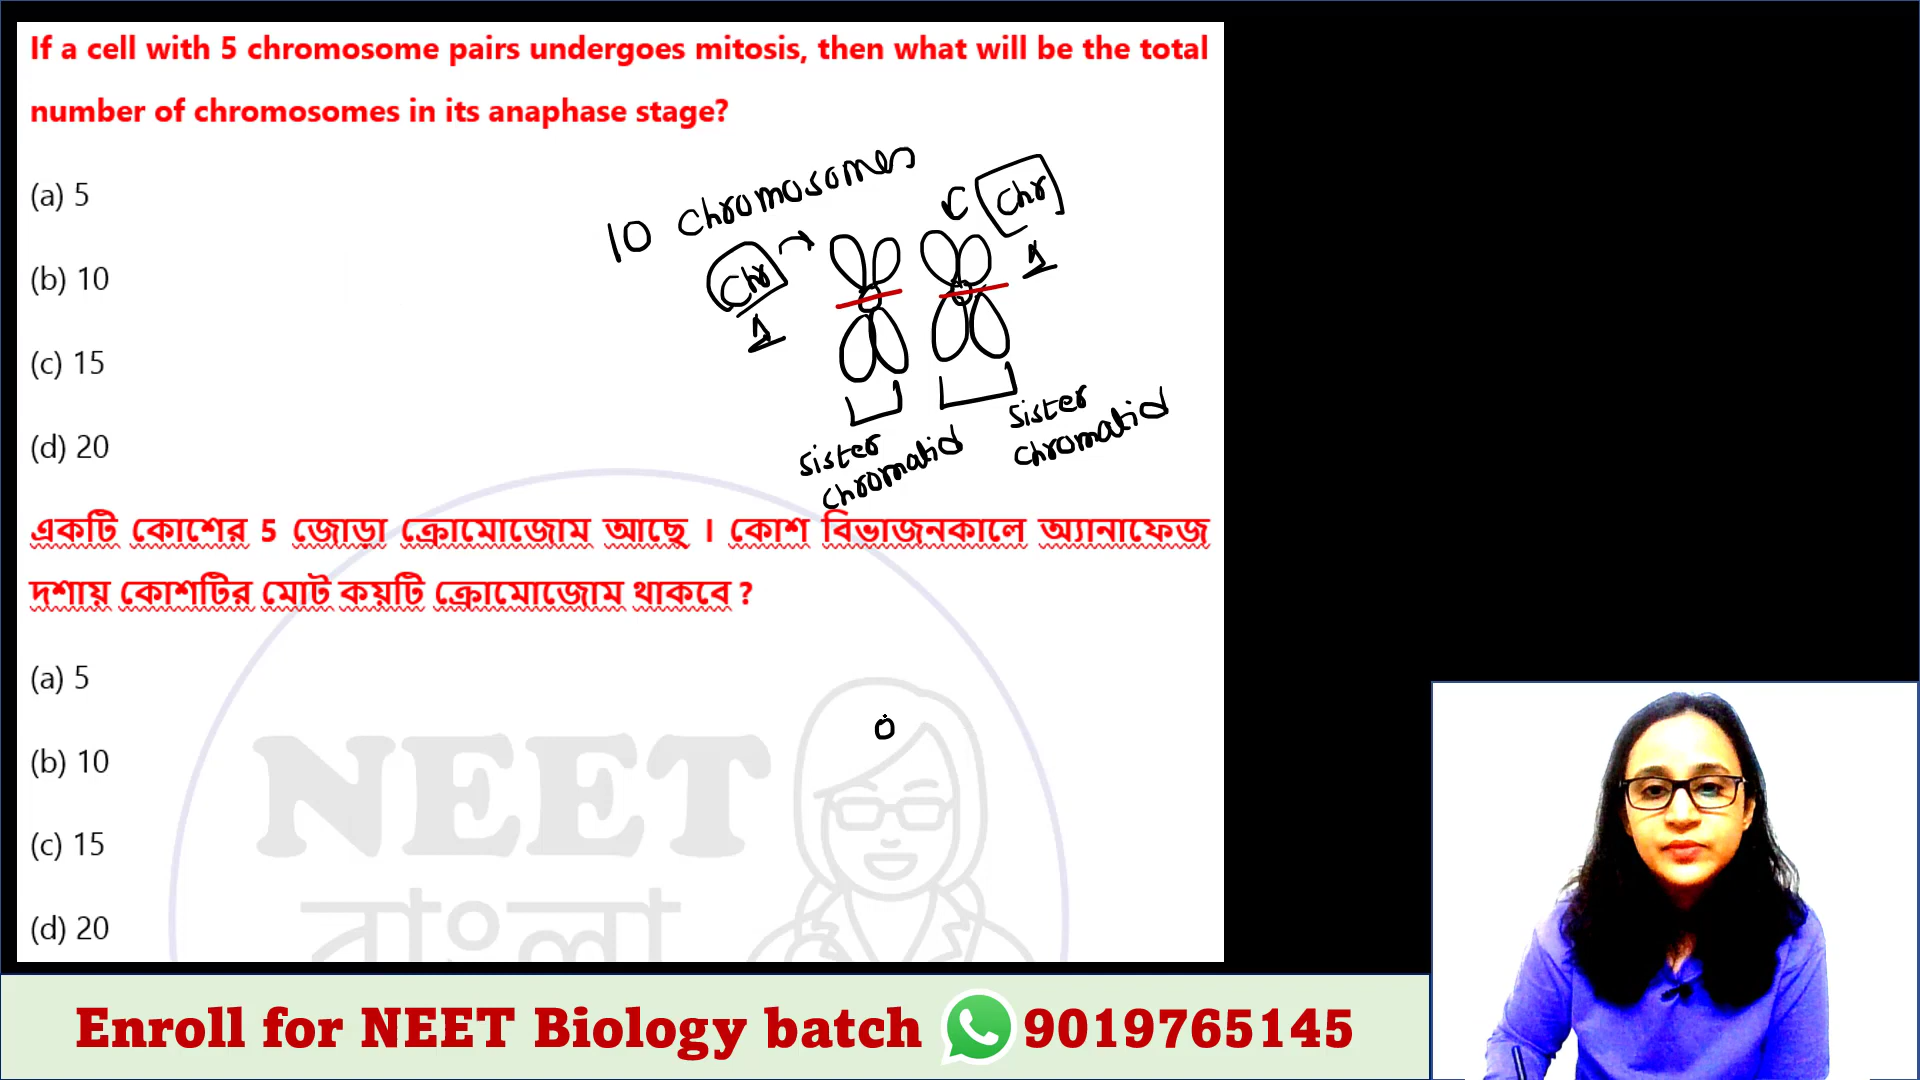 If a cell with 5 chromosome pairs undergoes mitosis, then what will be the total
number of chromosomes in its anaphase stage?
(a) 5
(b) 10
(c) 15
(d) 20
10 chromosomes
Chr
1
Chr
1
sister
chromatid
sister
chromatid
একটি কোশের 5 জোড়া ক্রোমোজোম আছে । কোশ বিভাজনকালে অ্যানাফেজ
দশায় কোশটির মোট কয়টি ক্রোমোজোম থাকবে ?
(a) 5
(b) 10
(c) 15
(d) 20
NEET
বাংলা
Enroll for NEET Biology batch 9019765145